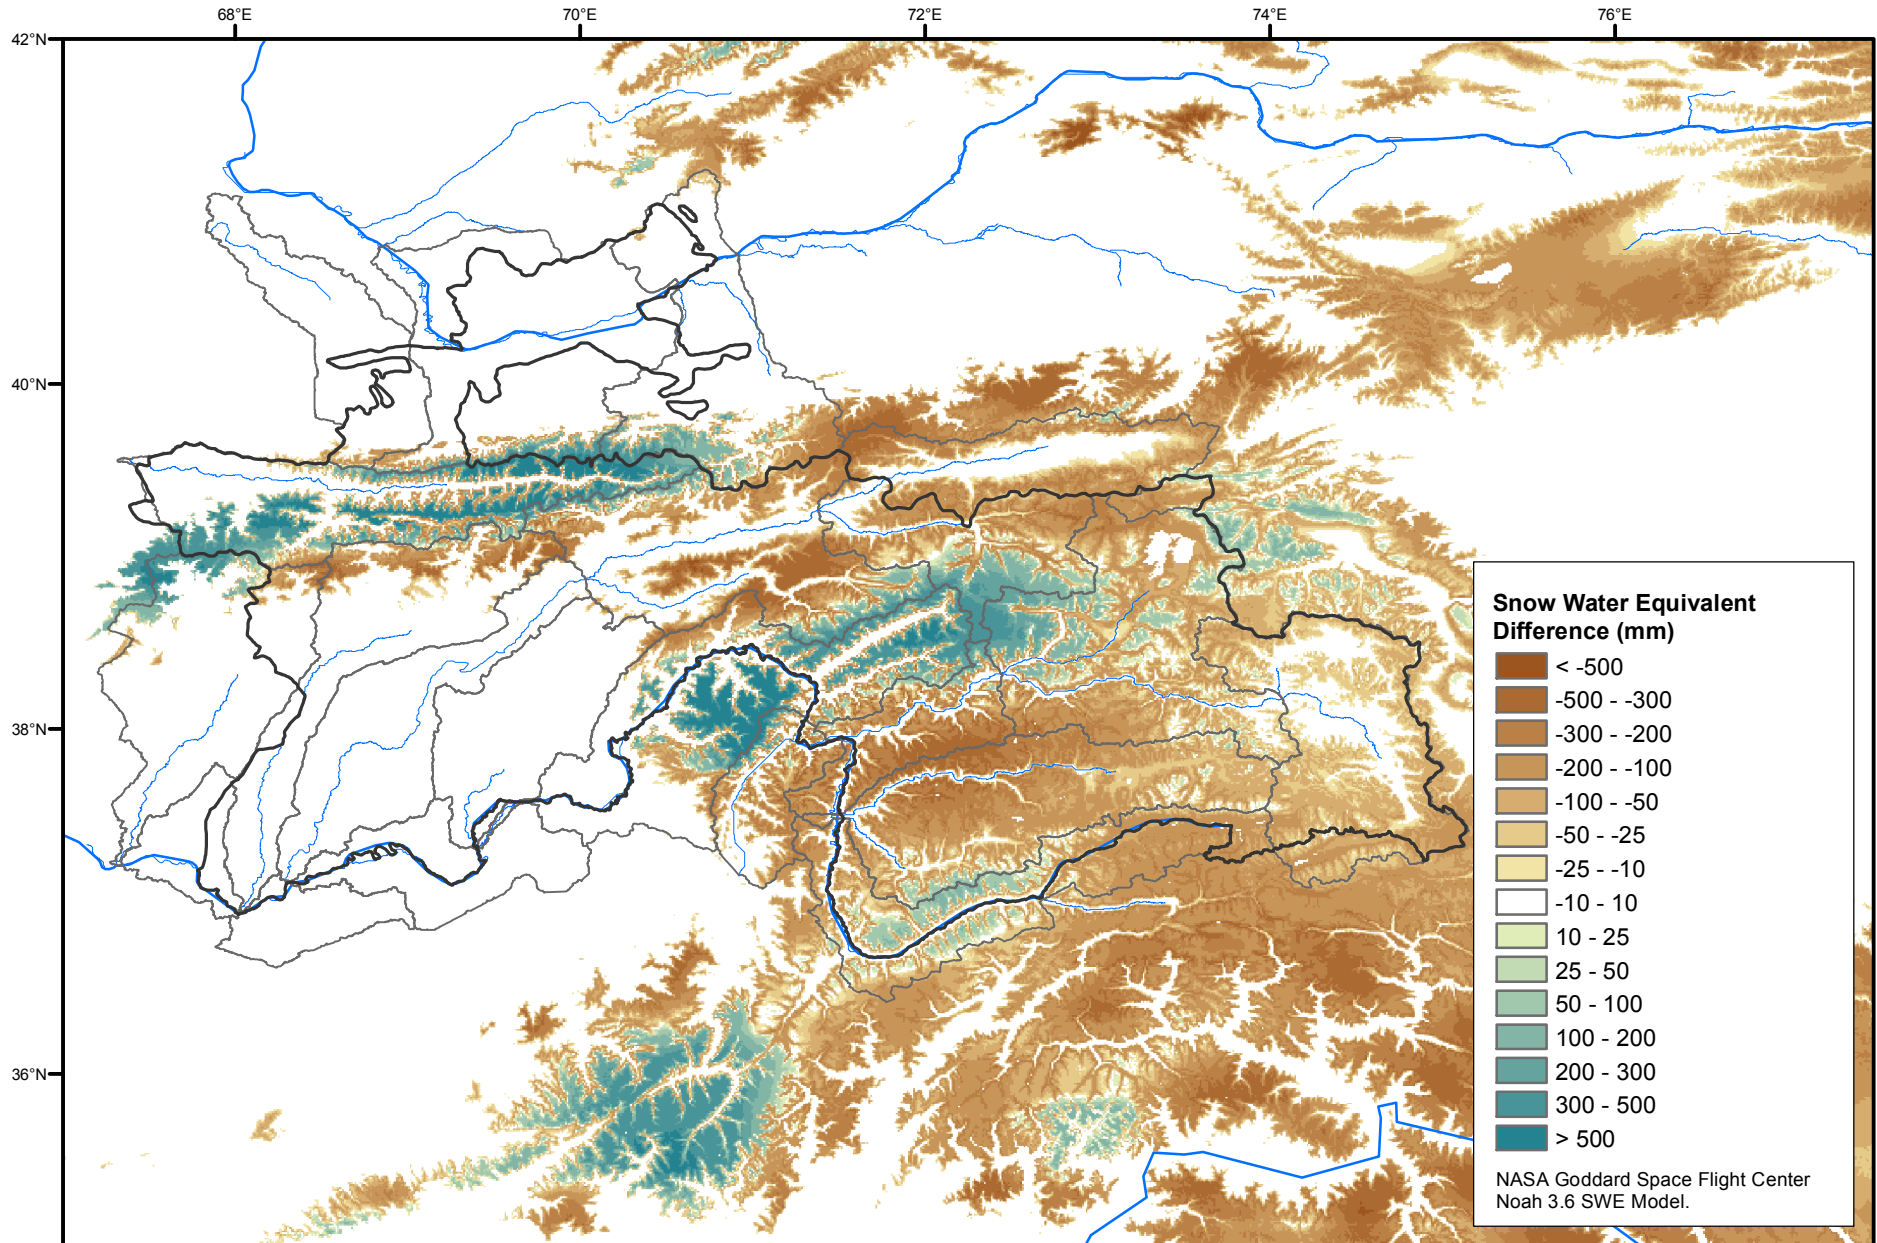 68°E
70°E
72°E
74°E
76°E
42°N
40°N
38°N
36°N
Snow Water Equivalent
Difference (mm)
< -500
-500 - -300
-300 - -200
-200 - -100
-100 - -50
-50 - -25
-25 - -10
-10 - 10
10 - 25
25 - 50
50 - 100
100 - 200
200 - 300
300 - 500
> 500
NASA Goddard Space Flight Center
Noah 3.6 SWE Model.